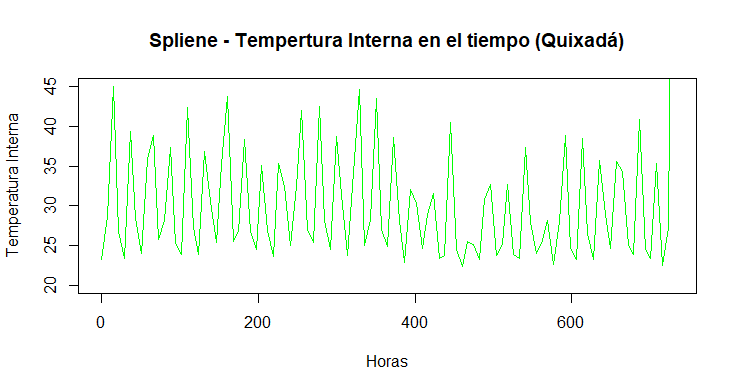 Spliene - Tempertura Interna en el tiempo (Quixadá)
Temperatura Interna
45
40
35
30
25
20
0 200 400 600
Horas